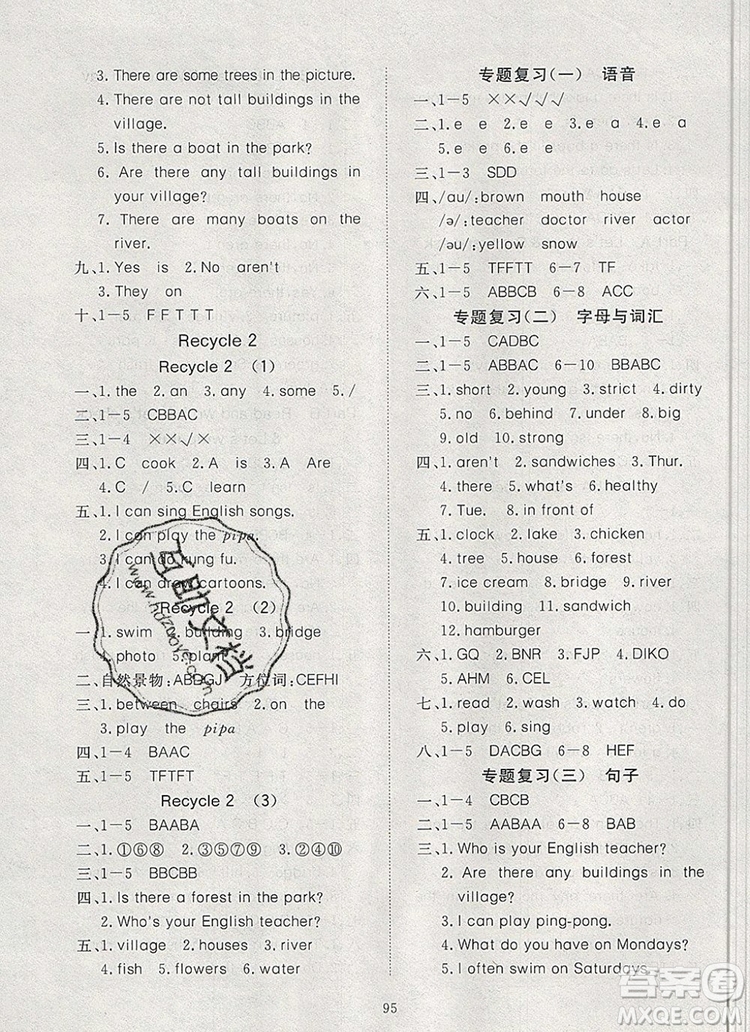 3. There are some trees in the picture.
4. There are not tall buildings in the
village.
5. Is there a boat in the park?
6. Are there any tall buildings in
your village?
7. There are many boats on the
river.
九、1. Yes is 2. No aren't
3. They on
十、1-5 FFTTT
Recycle 2
Recycle 2 (1)
一、1. the 2. an 3. any 4. some 5. /
二、1-5 CBBAC
三、1-4 ××√×
四、1. C cook 2. A is 3. A Are
4. C / 5. C learn
五、1. I can sing English songs.
2. I can play the pipa.
3. I can do kung fu.
4. I can draw cartoons.
Recycle 2 (2)
一、1. swim 2. building 3. bridge
4. photo 5. plant
二、自然景物:ABDGJ 方位词:CEFHI
三、1. between chairs 2. on the
3. play the pipa
四、1-4 BAAC
五、1-5 TFTFT
Recycle 2 (3)
一、1-5 BAABA
二、1. ①⑥⑧ 2. ③⑤⑦⑨ 3. ②④⑩
三、1-5 BBCBB
四、1. Is there a forest in the park?
2. Who's your English teacher?
五、1. village 2. houses 3. river
4. fish 5. flowers 6. water
专题复习(一) 语音
一、1-5 ××√√√
二、1. e e 2. e e 3. a e 4. e a
5. e e 6. e e
三、1-3 SDD
四、/au/:brown mouth house
/ə/:teacher doctor river actor
/əu/:yellow snow
五、1-5 TFFTT 6-7 TF
六、1-5 ABBCB 6-8 ACC
专题复习(二) 字母与词汇
一、1-5 CADBC
二、1-5 ABBAC 6-10 BBABC
三、1. short 2. young 3. strict 4. dirty
5. no 6. behind 7. under 8. big
9. old 10. strong
四、1. aren't 2. sandwiches 3. Thur.
4. there 5. what's 6. healthy
7. Tue. 8. in front of
五、1. clock 2. lake 3. chicken
4. tree 5. house 6. forest
7. ice cream 8. bridge 9. river
10. building 11. mountain
12. hamburger
六、1. GQ 2. BNR 3. FJ 4. DIKO
5. AHM 6. CEL
七、1. read 2. wash 3. watch 4. do
5. play 6. sing
八、1-5 DACBG 6-8 HEF
专题复习(三) 句子
一、1-4 CBCB
二、1-5 AABAA 6-8 BAB
三、1. Who is your English teacher?
2. Are there any buildings in the
village?
3. I can play ping-pong.
4. What do you have on Mondays?
5. I often swim on Saturdays.
95
互助文档
www.hdzuoye.com
答案圈
MXQE.COM